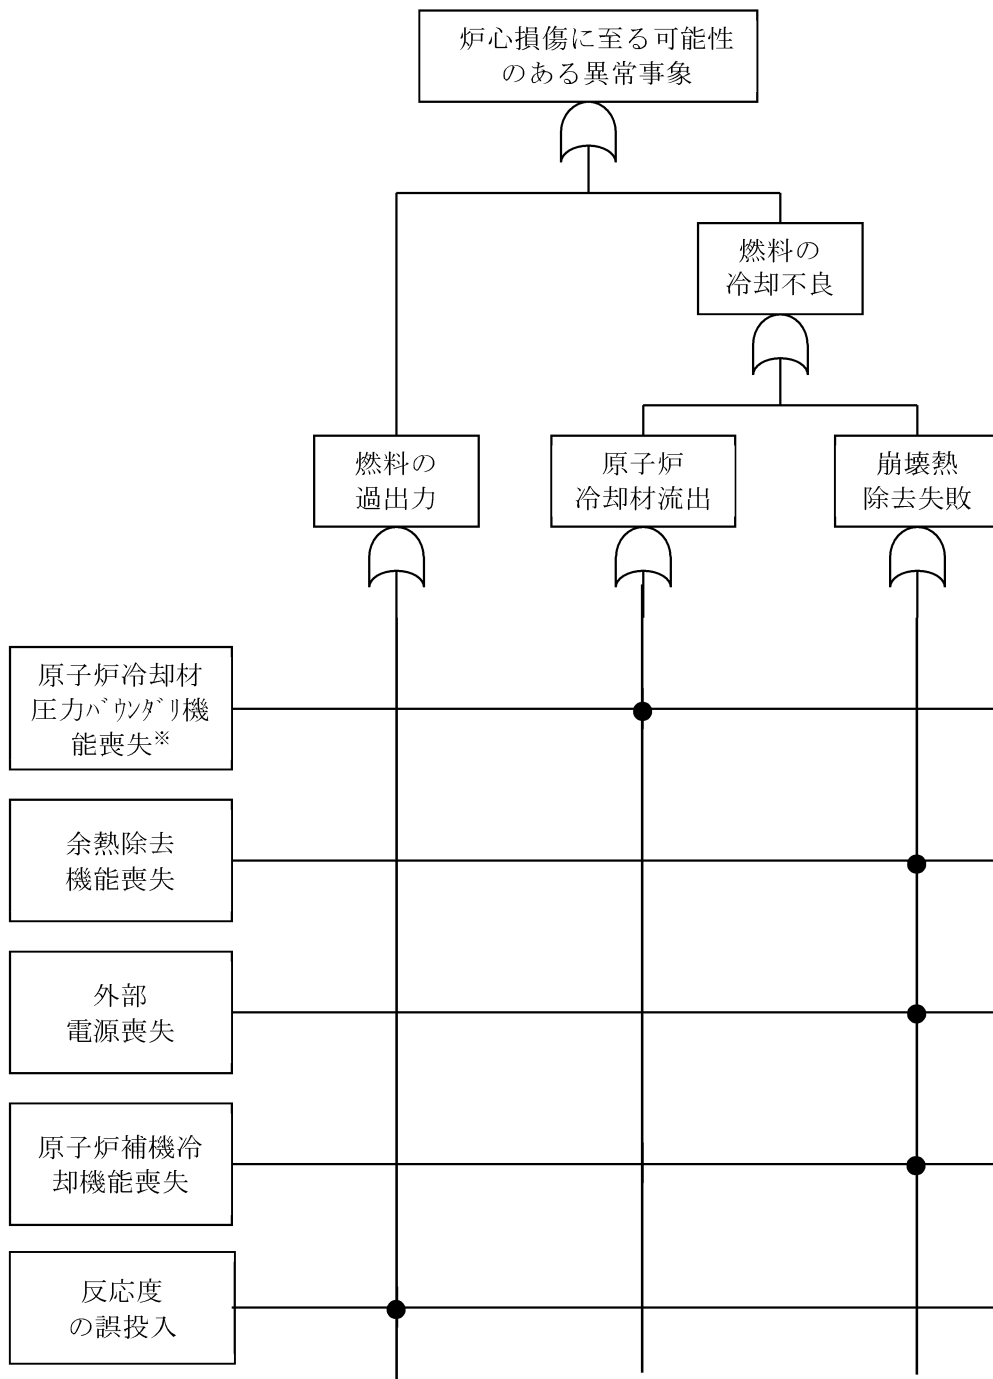 炉心損傷に至る可能性
のある異常事象
燃料の
冷却不良
燃料の
過出力
原子炉
冷却材流出
崩壊熱
除去失敗
原子炉冷却材
圧力ﾊﾞｳﾝﾀﾞﾘ機
能喪失※
余熱除去
機能喪失
外部
電源喪失
原子炉補機冷
却機能喪失
反応度
の誤投入